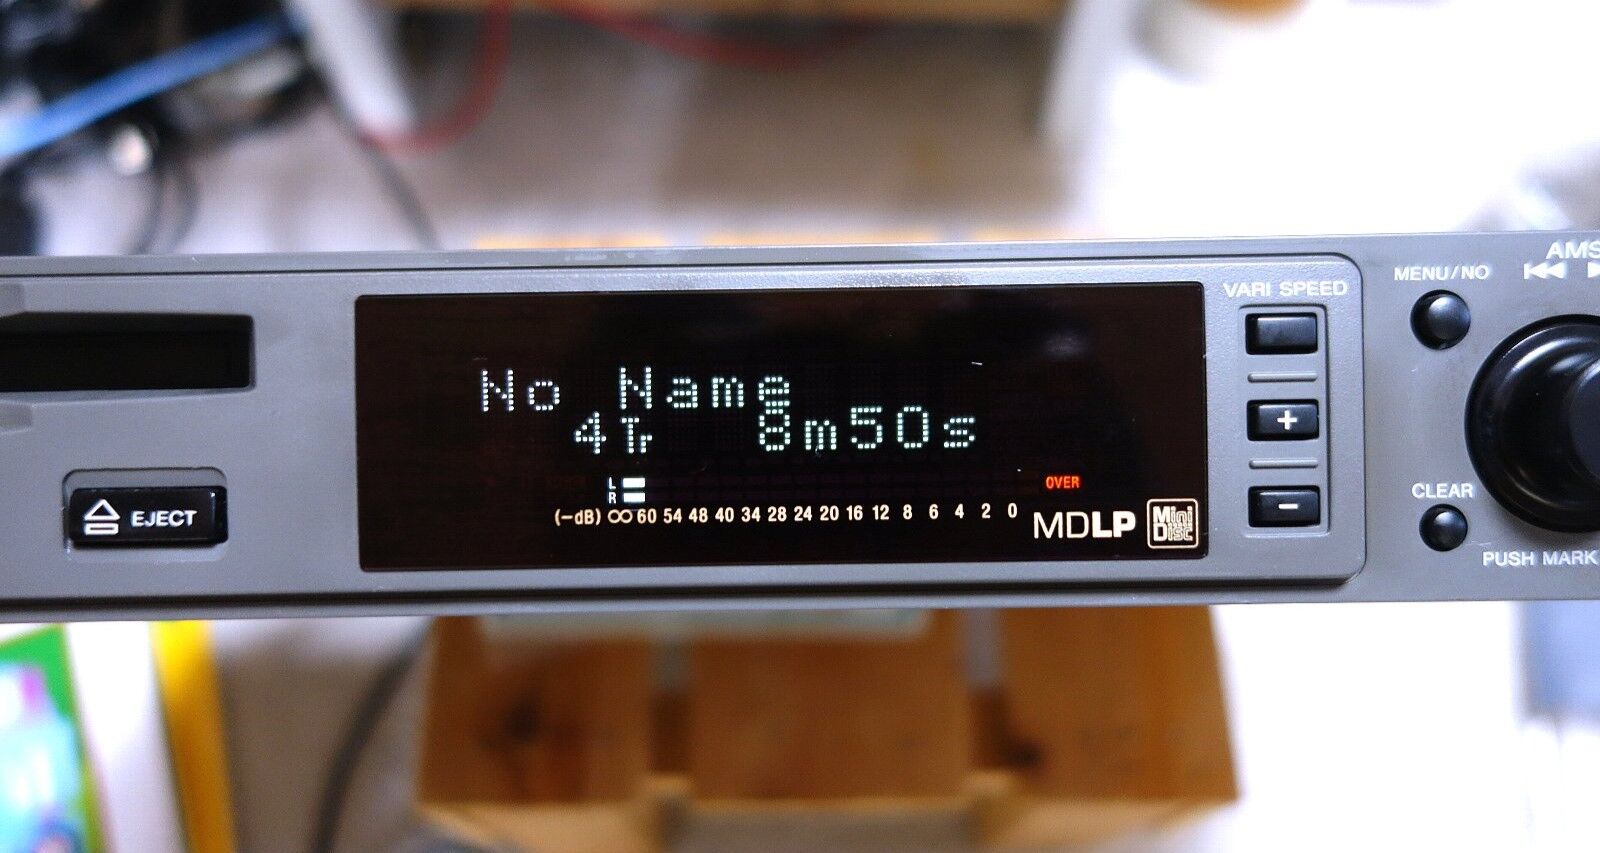 AMS
MENU/NO
VARI SPEED
No Name
4Tr 8m50s
L
R
OVER
(−dB) ∞ 60 54 48 40 34 28 24 20 16 12 8 6 4 2 0
MDLP
Mini Disc
+
−
EJECT
CLEAR
PUSH MARK